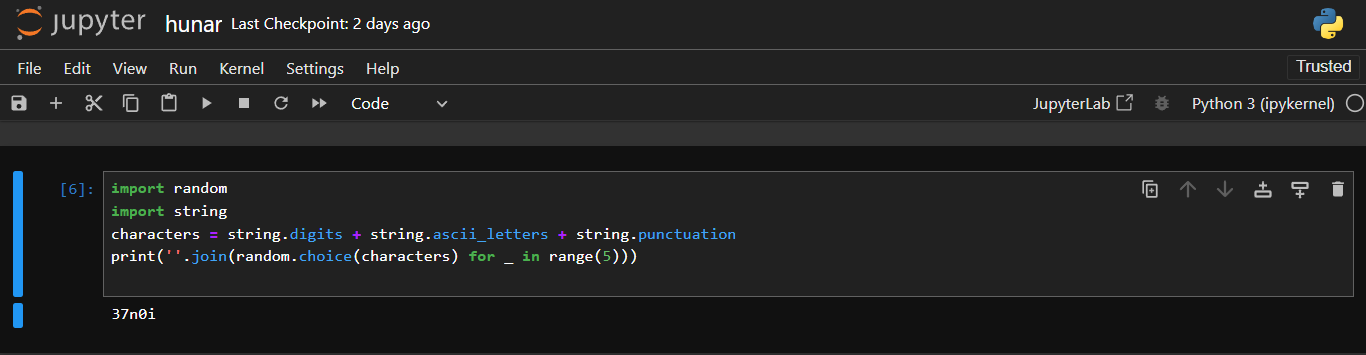 jupyter hunar Last Checkpoint: 2 days ago
File Edit View Run Kernel Settings Help Trusted
Code JupyterLab Python 3 (ipykernel)
[6]: import random
import string
characters = string.digits + string.ascii_letters + string.punctuation
print(''.join(random.choice(characters) for _ in range(5)))
37n0i